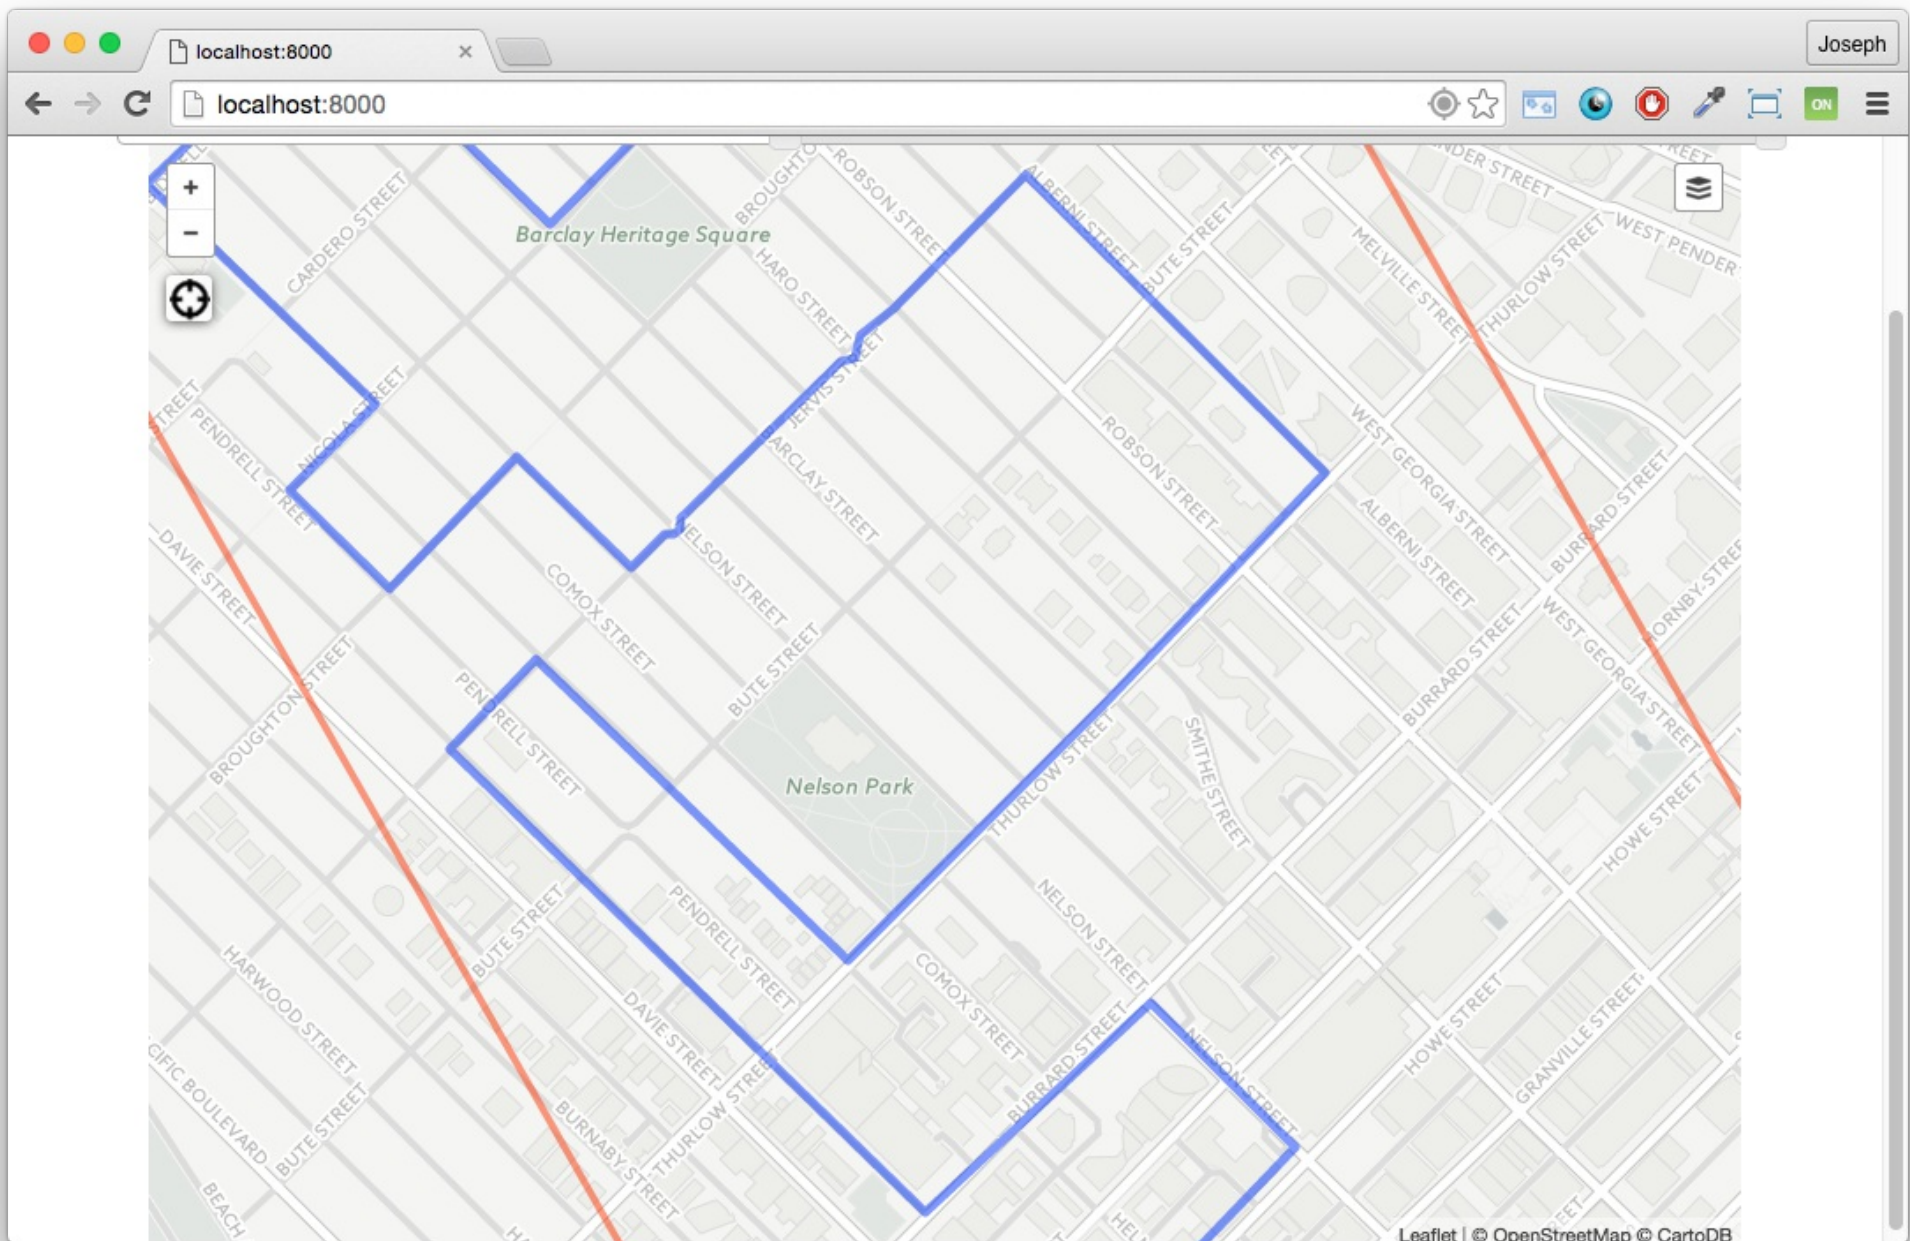 localhost:8000
Joseph
localhost:8000
ON
+
−
CARDERO STREET
Barclay Heritage Square
ROBSON STREET
ALBERNI STREET
BUTE STREET
HARO STREET
JERVIS STREET
MELVILLE STREET
THURLOW STREET
WEST PENDER
STREET
PENDRELL STREET
NICOLA STREET
BARCLAY STREET
ROBSON STREET
WEST GEORGIA STREET
ALBERNI STREET
BURRARD STREET
DAVIE STREET
COMOX STREET
NELSON STREET
BUTE STREET
BROUGHTON STREET
PENDRELL STREET
Nelson Park
THURLOW STREET
SMITHE STREET
BURRARD STREET
WEST GEORGIA STREET
HOWE STREET
BUTE STREET
PENDRELL STREET
NELSON STREET
COMOX STREET
HARWOOD STREET
DAVIE STREET
BURRARD STREET
NELSON STREET
HOWE STREET
GRANVILLE STREET
CIFIC BOULEVARD
BUTE STREET
BURNABY STREET
THURLOW STREET
BEACH
Leaflet | © OpenStreetMap © CartoDB